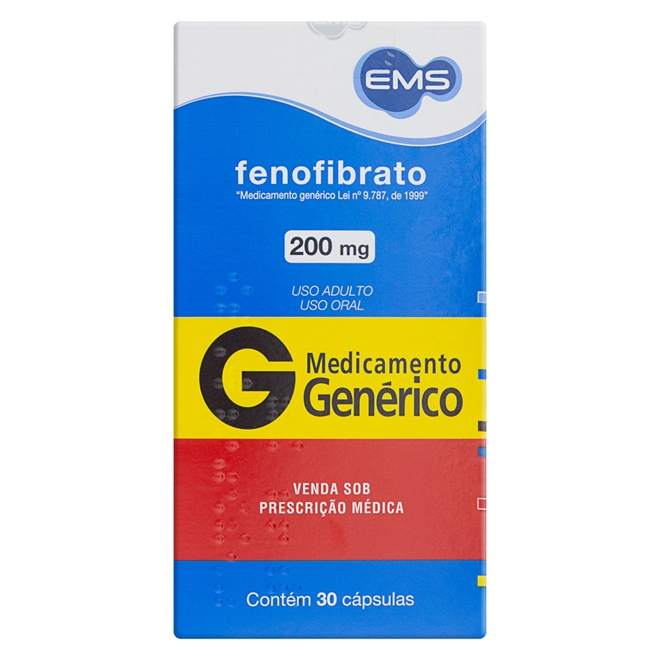 EMS
fenofibrato
"Medicamento genérico Lei nº 9.787, de 1999"
200 mg
USO ADULTO
USO ORAL
G Medicamento
Genérico
VENDA SOB
PRESCRIÇÃO MÉDICA
Contém 30 cápsulas